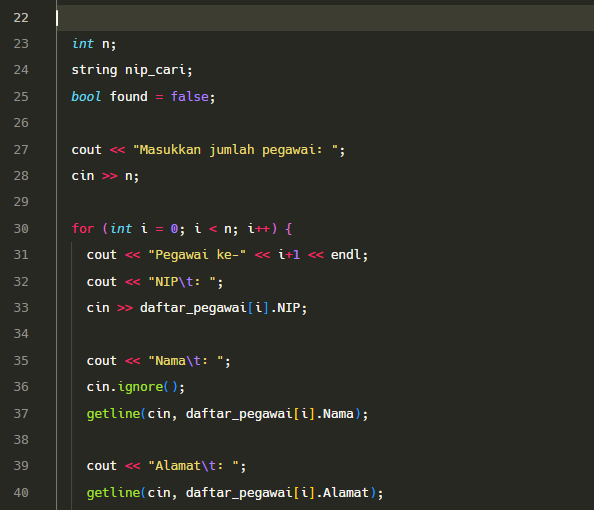 22
23 int n;
24 string nip_cari;
25 bool found = false;
26
27 cout << "Masukkan jumlah pegawai: ";
28 cin >> n;
29
30 for (int i = 0; i < n; i++) {
31 cout << "Pegawai ke-" << i+1 << endl;
32 cout << "NIP\t: ";
33 cin >> daftar_pegawai[i].NIP;
34
35 cout << "Nama\t: ";
36 cin.ignore();
37 getline(cin, daftar_pegawai[i].Nama);
38
39 cout << "Alamat\t: ";
40 getline(cin, daftar_pegawai[i].Alamat);